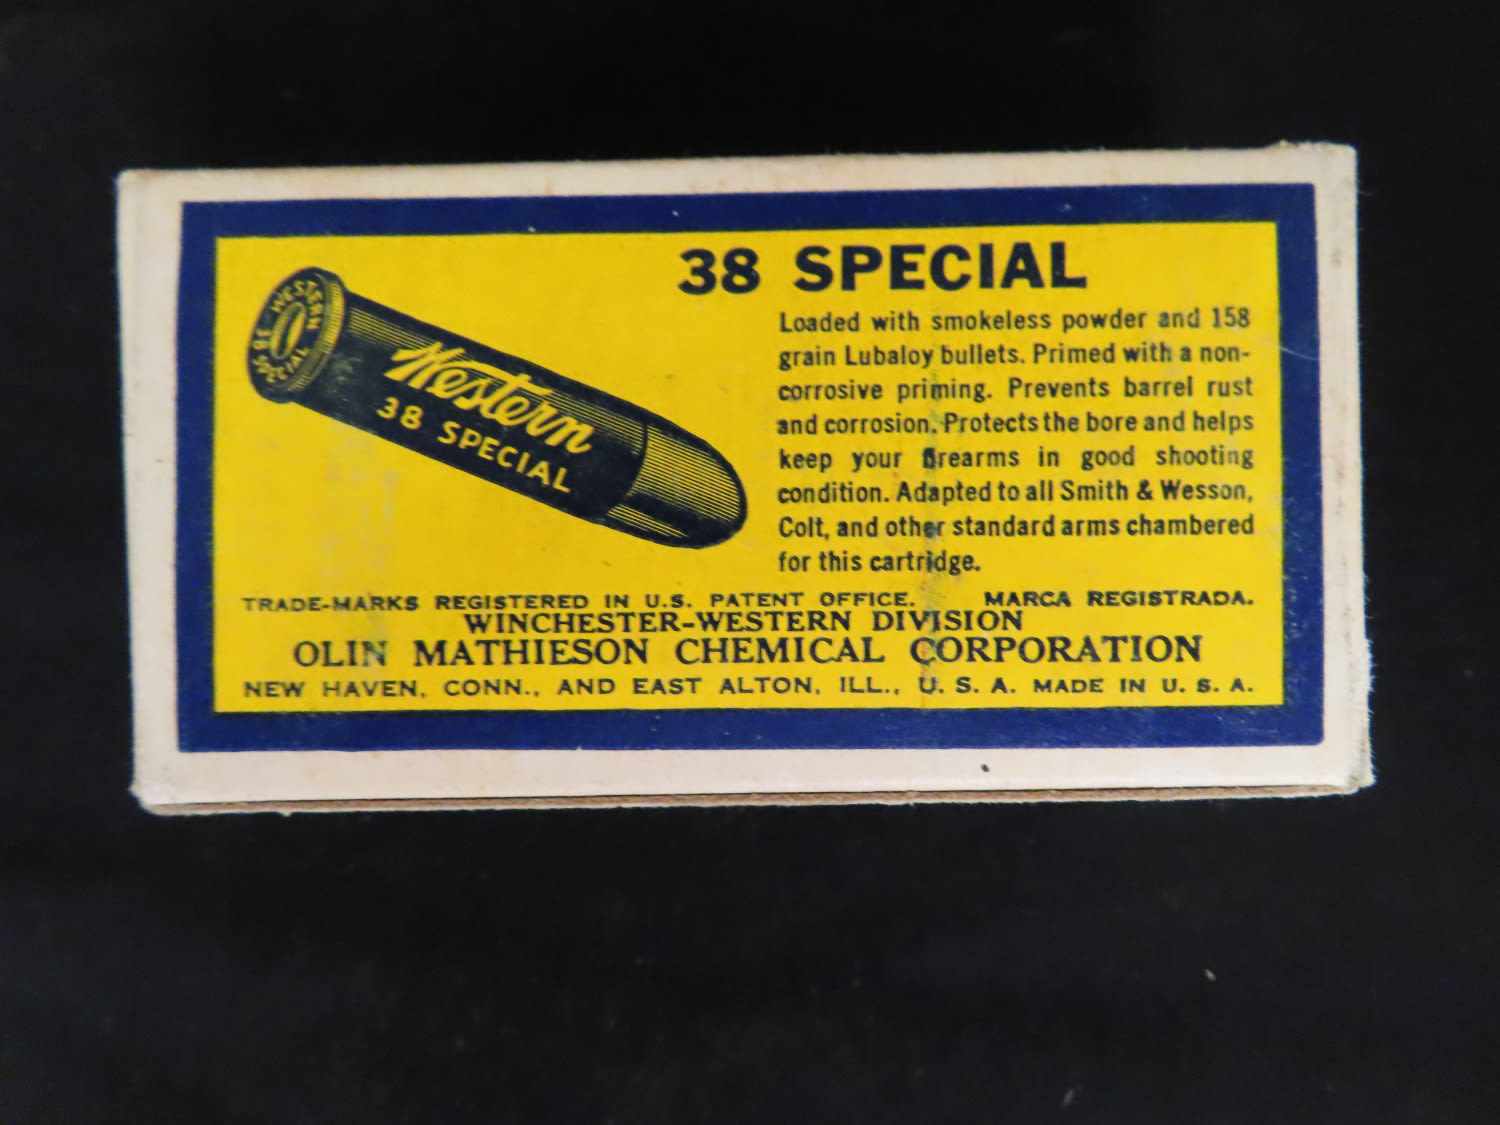 38 SPECIAL
WESTERN
38 SPECIAL
Western
38 SPECIAL
Loaded with smokeless powder and 158
grain Lubaloy bullets. Primed with a non-
corrosive priming. Prevents barrel rust
and corrosion. Protects the bore and helps
keep your firearms in good shooting
condition. Adapted to all Smith & Wesson,
Colt, and other standard arms chambered
for this cartridge.
TRADE-MARKS REGISTERED IN U.S. PATENT OFFICE. MARCA REGISTRADA.
WINCHESTER-WESTERN DIVISION
OLIN MATHIESON CHEMICAL CORPORATION
NEW HAVEN, CONN., AND EAST ALTON, ILL., U. S. A. MADE IN U. S. A.